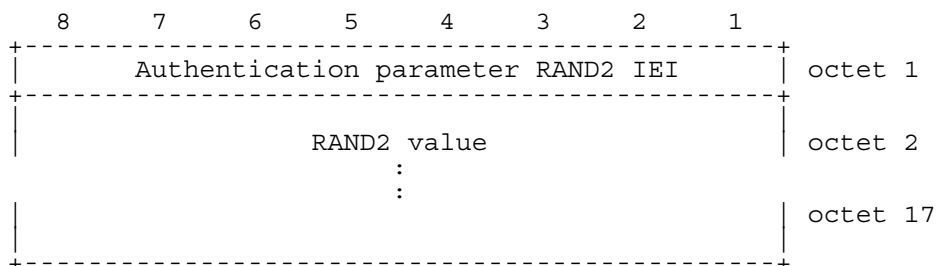 8 7 6 5 4 3 2 1
Authentication parameter RAND2 IEI octet 1
RAND2 value octet 2
:
:
octet 17